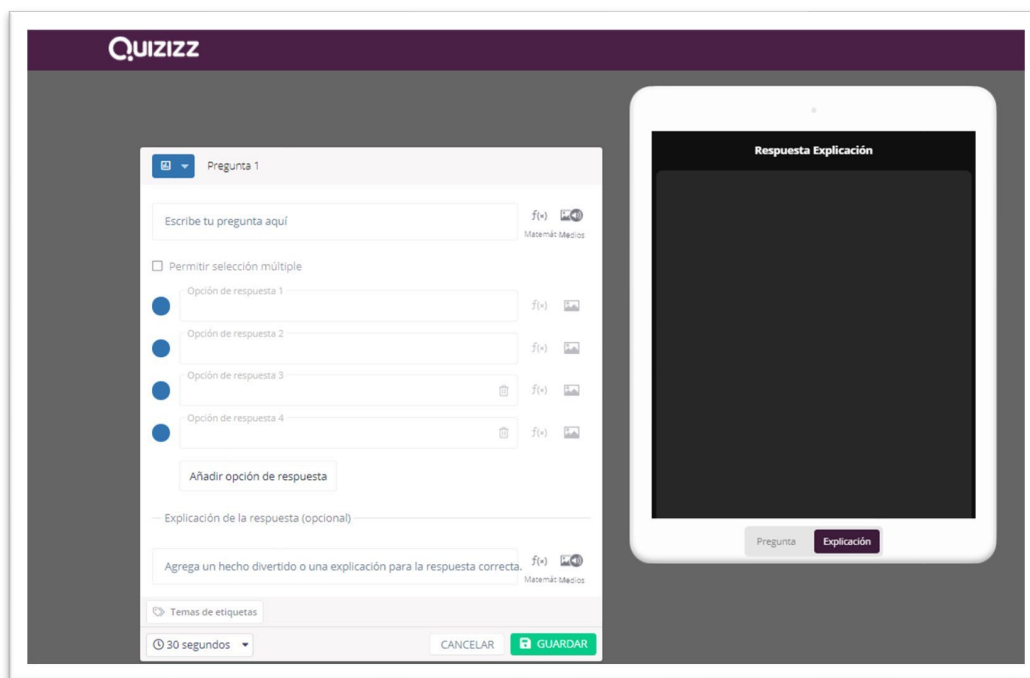 QUIZIZZ
Pregunta 1
Escribe tu pregunta aquí
f(×)
Matemát Medios
Permitir selección múltiple
Opción de respuesta 1
f(×)
Opción de respuesta 2
f(×)
Opción de respuesta 3
f(×)
Opción de respuesta 4
f(×)
Añadir opción de respuesta
Explicación de la respuesta (opcional)
Agrega un hecho divertido o una explicación para la respuesta correcta.
f(×)
Matemát Medios
Temas de etiquetas
30 segundos
CANCELAR
GUARDAR
Respuesta Explicación
Pregunta
Explicación